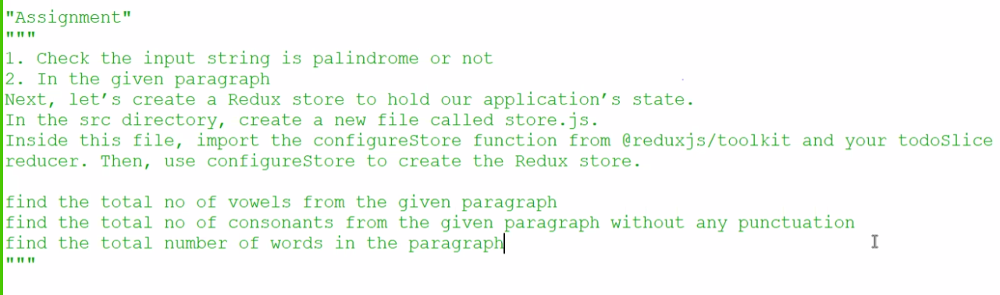 "Assignment"
"""
1. Check the input string is palindrome or not
2. In the given paragraph
Next, let’s create a Redux store to hold our application’s state.
In the src directory, create a new file called store.js.
Inside this file, import the configureStore function from @reduxjs/toolkit and your todoSlice
reducer. Then, use configureStore to create the Redux store.
find the total no of vowels from the given paragraph
find the total no of consonants from the given paragraph without any punctuation
find the total number of words in the paragraph
"""